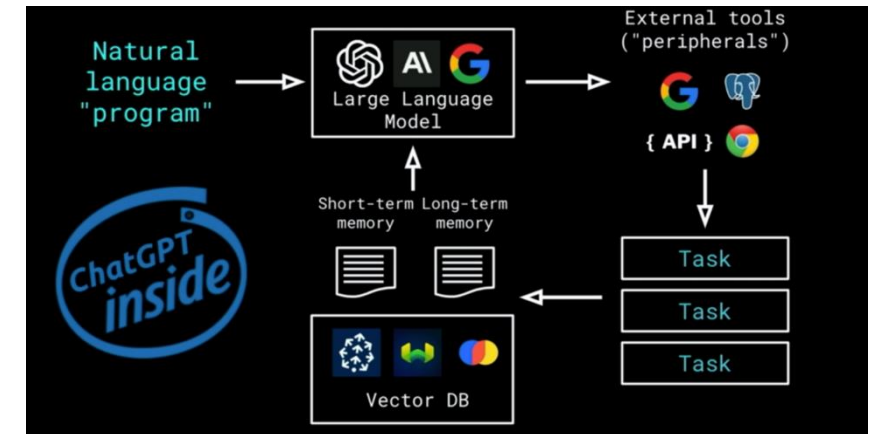 Natural
language
"program"
A\
Large Language
Model
External tools
("peripherals")
{ API }
Short-term
memory
Long-term
memory
ChatGPT
inside
Task
Task
Task
Vector DB